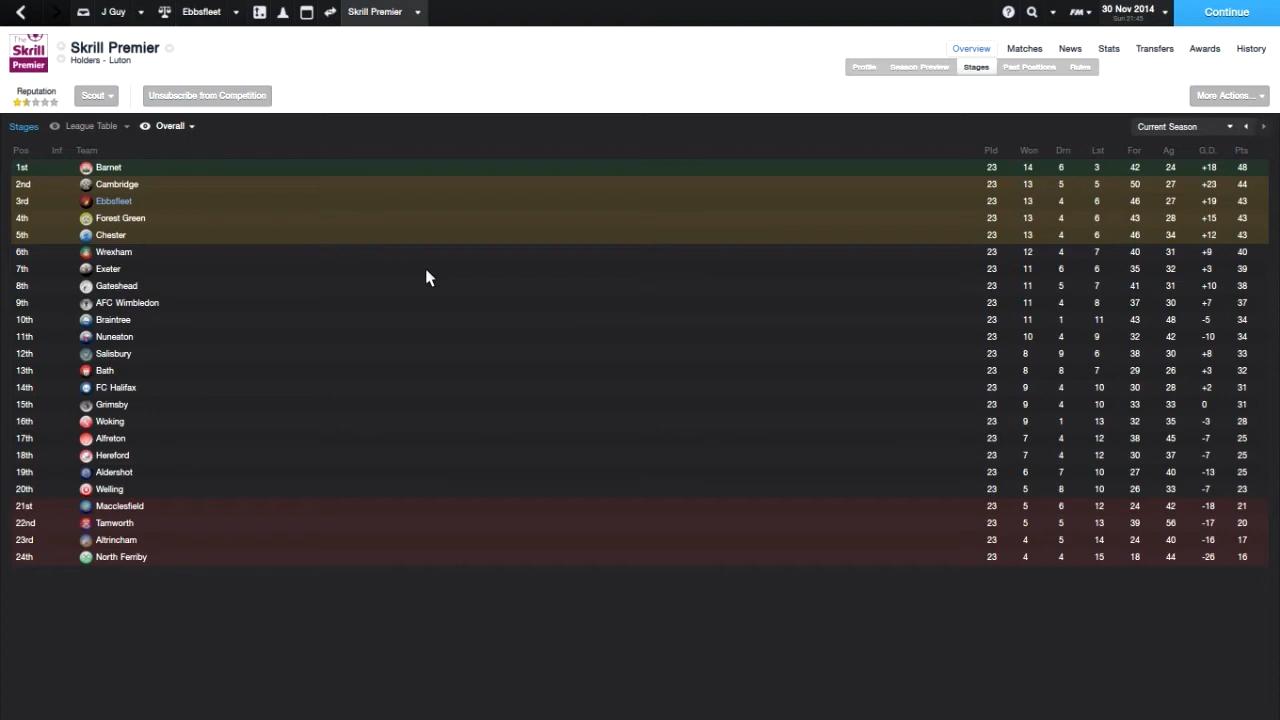 J Guy Ebbsfleet Skrill Premier ? FM 30 Nov 2014 Continue
Sun 21:45
The Skrill Premier
Skrill Premier
Holders - Luton
Overview Matches News Stats Transfers Awards History
Profile Season Preview Stages Past Positions Rules
Reputation
Scout Unsubscribe from Competition More Actions...
Stages League Table Overall Current Season
Pos Inf Team Pld Won Drn Lst For Ag G.D. Pts
1st Barnet 23 14 6 3 42 24 +18 48
2nd Cambridge 23 13 5 5 50 27 +23 44
3rd Ebbsfleet 23 13 4 6 46 27 +19 43
4th Forest Green 23 13 4 6 43 28 +15 43
5th Chester 23 13 4 6 46 34 +12 43
6th Wrexham 23 12 4 7 40 31 +9 40
7th Exeter 23 11 6 6 35 32 +3 39
8th Gateshead 23 11 5 7 41 31 +10 38
9th AFC Wimbledon 23 11 4 8 37 30 +7 37
10th Braintree 23 11 1 11 43 48 -5 34
11th Nuneaton 23 10 4 9 32 42 -10 34
12th Salisbury 23 8 9 6 38 30 +8 33
13th Bath 23 8 8 7 29 26 +3 32
14th FC Halifax 23 9 4 10 30 28 +2 31
15th Grimsby 23 9 4 10 33 33 0 31
16th Woking 23 9 1 13 32 35 -3 28
17th Alfreton 23 7 4 12 38 45 -7 25
18th Hereford 23 7 4 12 30 37 -7 25
19th Aldershot 23 6 7 10 27 40 -13 25
20th Welling 23 5 8 10 26 33 -7 23
21st Macclesfield 23 5 6 12 24 42 -18 21
22nd Tamworth 23 5 5 13 39 56 -17 20
23rd Altrincham 23 4 5 14 24 40 -16 17
24th North Ferriby 23 4 4 15 18 44 -26 16